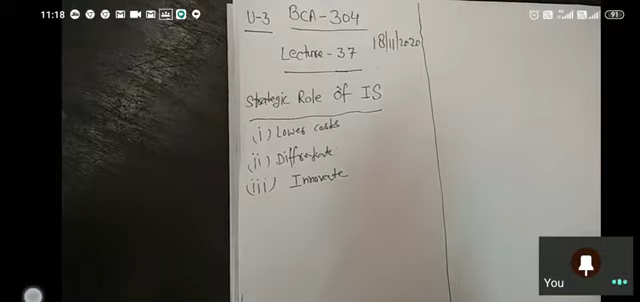 11:18
91
U-3 BCA-304
Lecture-37 18/11/2020
Strategic Role of IS
(i) Lower costs
(ii) Differentiate
(iii) Innovate
You